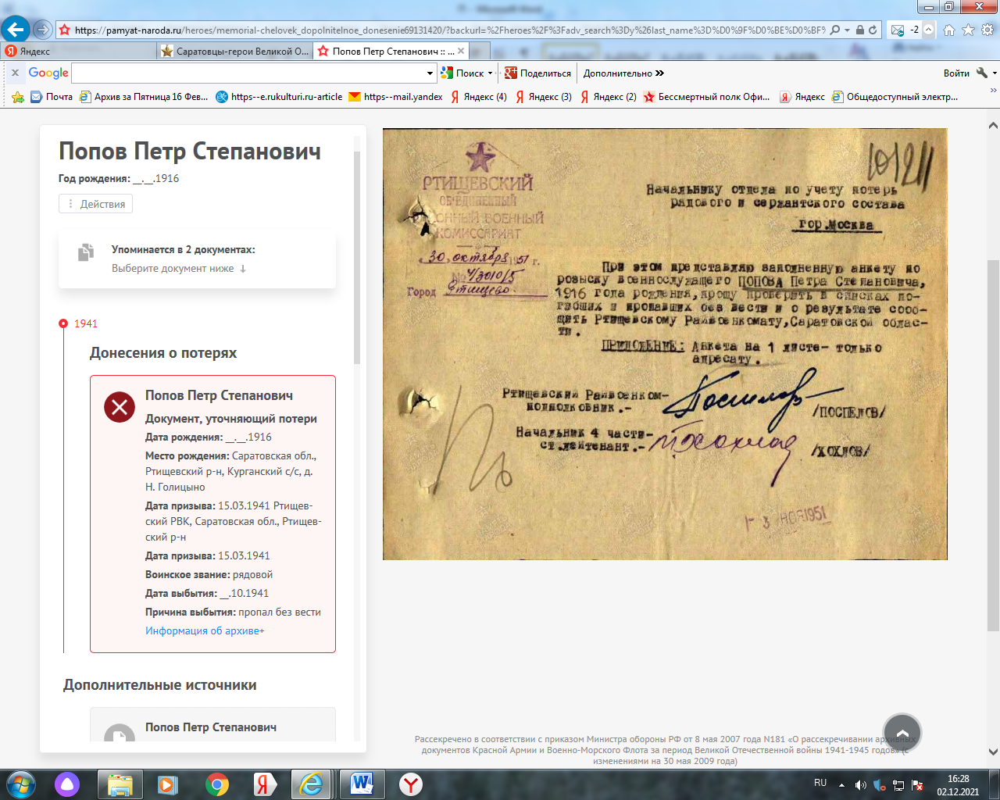 https://pamyat-naroda.ru/heroes/memorial-chelovek_dopolnitelnoe_donesenie69131420/?backurl=%2Fheroes%2F%3Fadv_search%3Dy%26last_name%3D%D0%9F%D0%BE%D0%BF%
-2
Яндекс
Саратовцы-герои Великой О...
Попов Петр Степанович :: ...
Google
Поиск
Поделиться
Дополнительно
Войти
Почта
Архив за Пятница 16 Фев...
https--e.rukulturi.ru-article
https--mail.yandex
Яндекс (4)
Яндекс (3)
Яндекс (2)
Бессмертный полк Офи...
Яндекс
Общедоступный электр...
Попов Петр Степанович
Год рождения: __.__.1916
Действия
Упоминается в 2 документах:
Выберите документ ниже ↓
1941
Донесения о потерях
Попов Петр Степанович
Документ, уточняющий потери
Дата рождения: __.__.1916
Место рождения: Саратовская обл.,
Ртищевский р-н, Курганский с/с, д.
Н. Голицыно
Дата призыва: 15.03.1941 Ртищев-
ский РВК, Саратовская обл., Ртищев-
ский р-н
Дата призыва: 15.03.1941
Воинское звание: рядовой
Дата выбытия: __.10.1941
Причина выбытия: пропал без вести
Информация об архиве+
Дополнительные источники
Попов Петр Степанович
РТИЩЕВСКИЙ
ОБЪЕДИНЕННЫЙ
ОННЫЙ ВОЕННЫЙ
КОМИССАРИАТ
30 октября 1951 г.
№ 4/3010/5
Город Ртищево
Начальнику отдела по учету потерь
рядового и сержантского состава
гор.Москва
При этом представляю заполненную анкету по
розыску военнослужащего ПОПОВА Петра Степановича,
1916 года рождения, прошу проверить в списках по-
гибших и пропавших без вести и о результате сооб-
щить Ртищевскому Райвоенкомату, Саратовской облас-
ти.
ПРИЛОЖЕНИЕ: Анкета на 1 листе- только
адресату.
Ртищевский Райвоенком-
подполковник.-
/ПОСПЕЛОВ/
Начальник 4 части-
ст.лейтенант.-
/ХОХЛОВ/
3 НОЯ 1951
Рассекречено в соответствии с приказом Министра обороны РФ от 8 мая 2007 года N181 «О рассекречивании архивных
документов Красной Армии и Военно-Морского Флота за период Великой Отечественной войны 1941-1945 годов» (с
изменениями на 30 мая 2009 года)
RU
16:28
02.12.2021